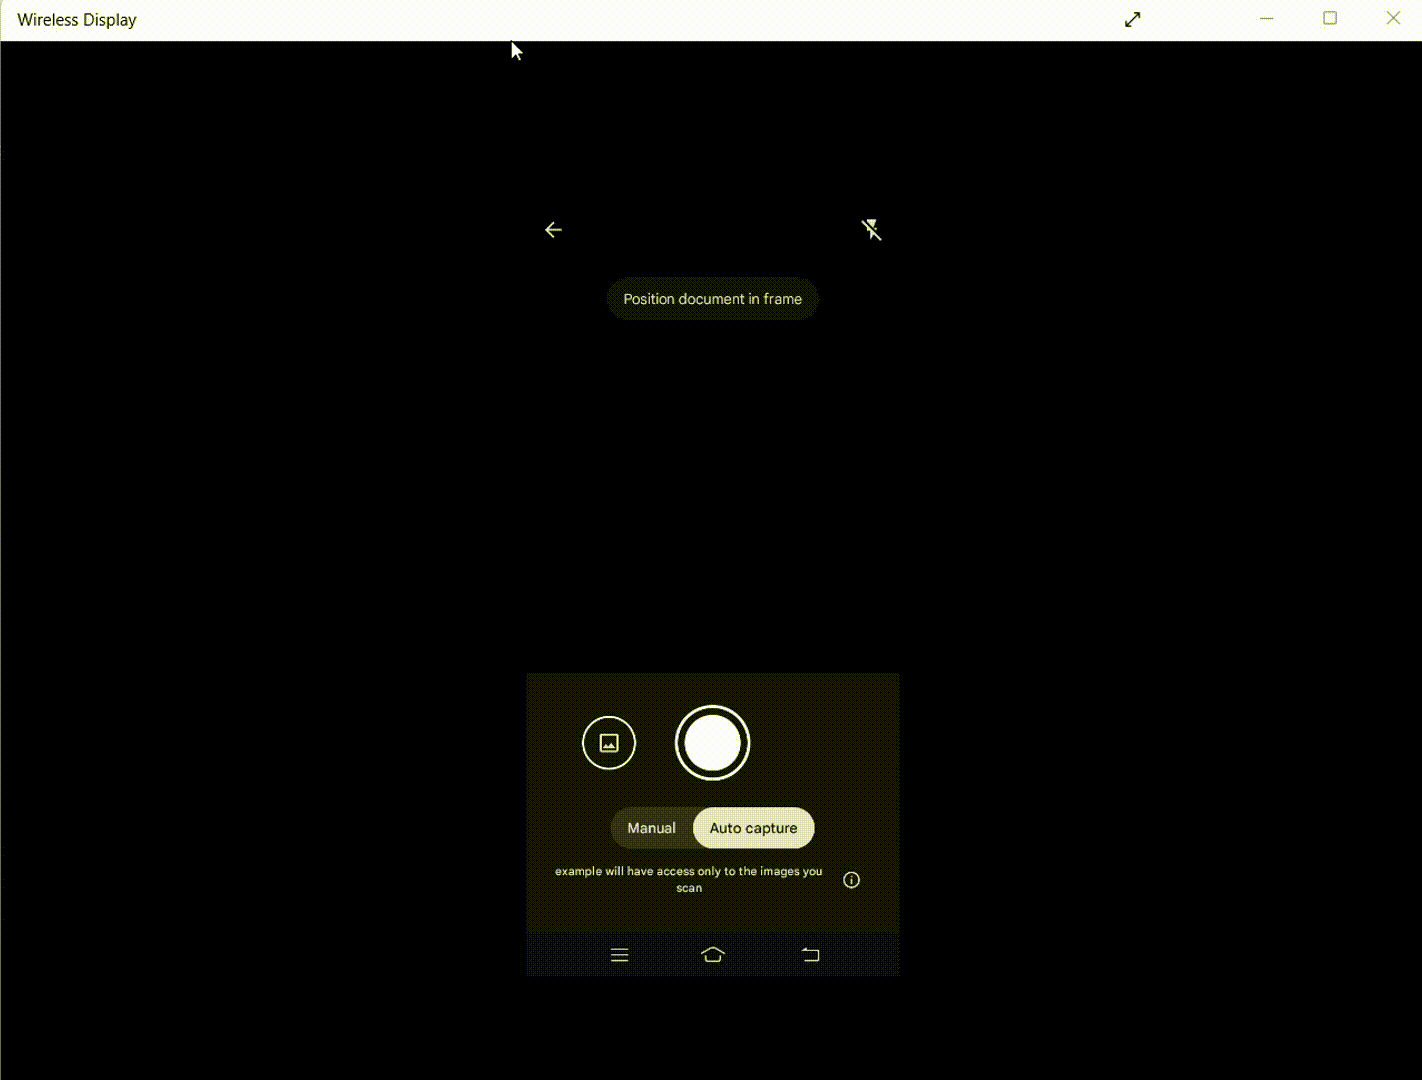 Wireless Display
Position document in frame
Manual Auto capture
example will have access only to the images you
scan